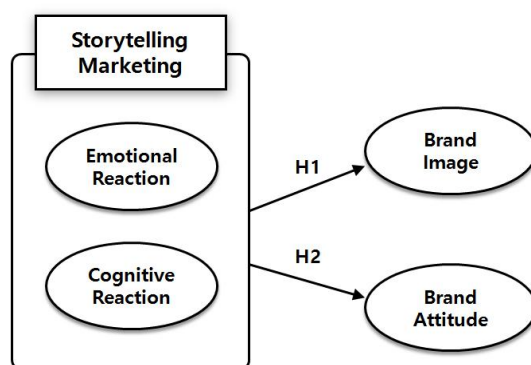 Storytelling
Marketing
Emotional
Reaction
Cognitive
Reaction
H1
H2
Brand
Image
Brand
Attitude